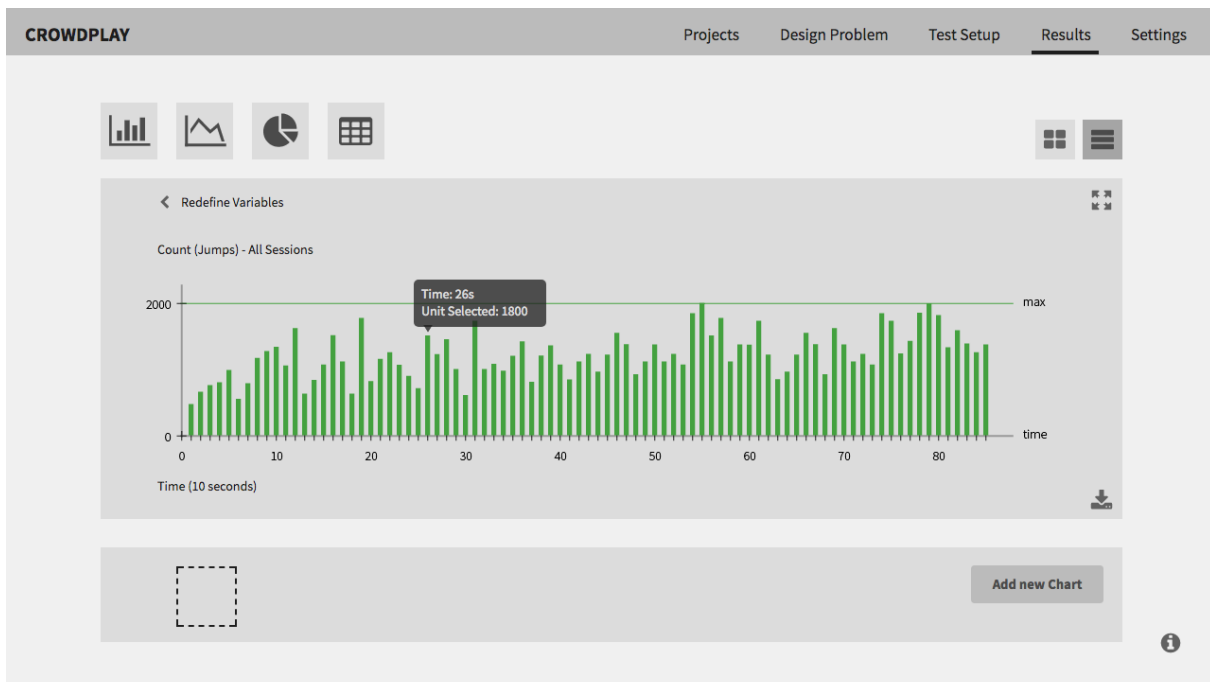 CROWDPLAY
Projects Design Problem Test Setup Results Settings
Redefine Variables
Count (Jumps) - All Sessions
Time: 26s
Unit Selected: 1800
2000
max
0
time
0 10 20 30 40 50 60 70 80
Time (10 seconds)
Add new Chart